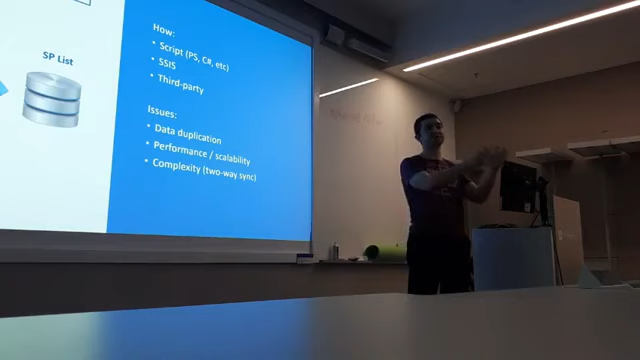 SP List
How:
• Script (PS, C#, etc)
• SSIS
• Third-party
Issues:
• Data duplication
• Performance / scalability
• Complexity (two-way sync)